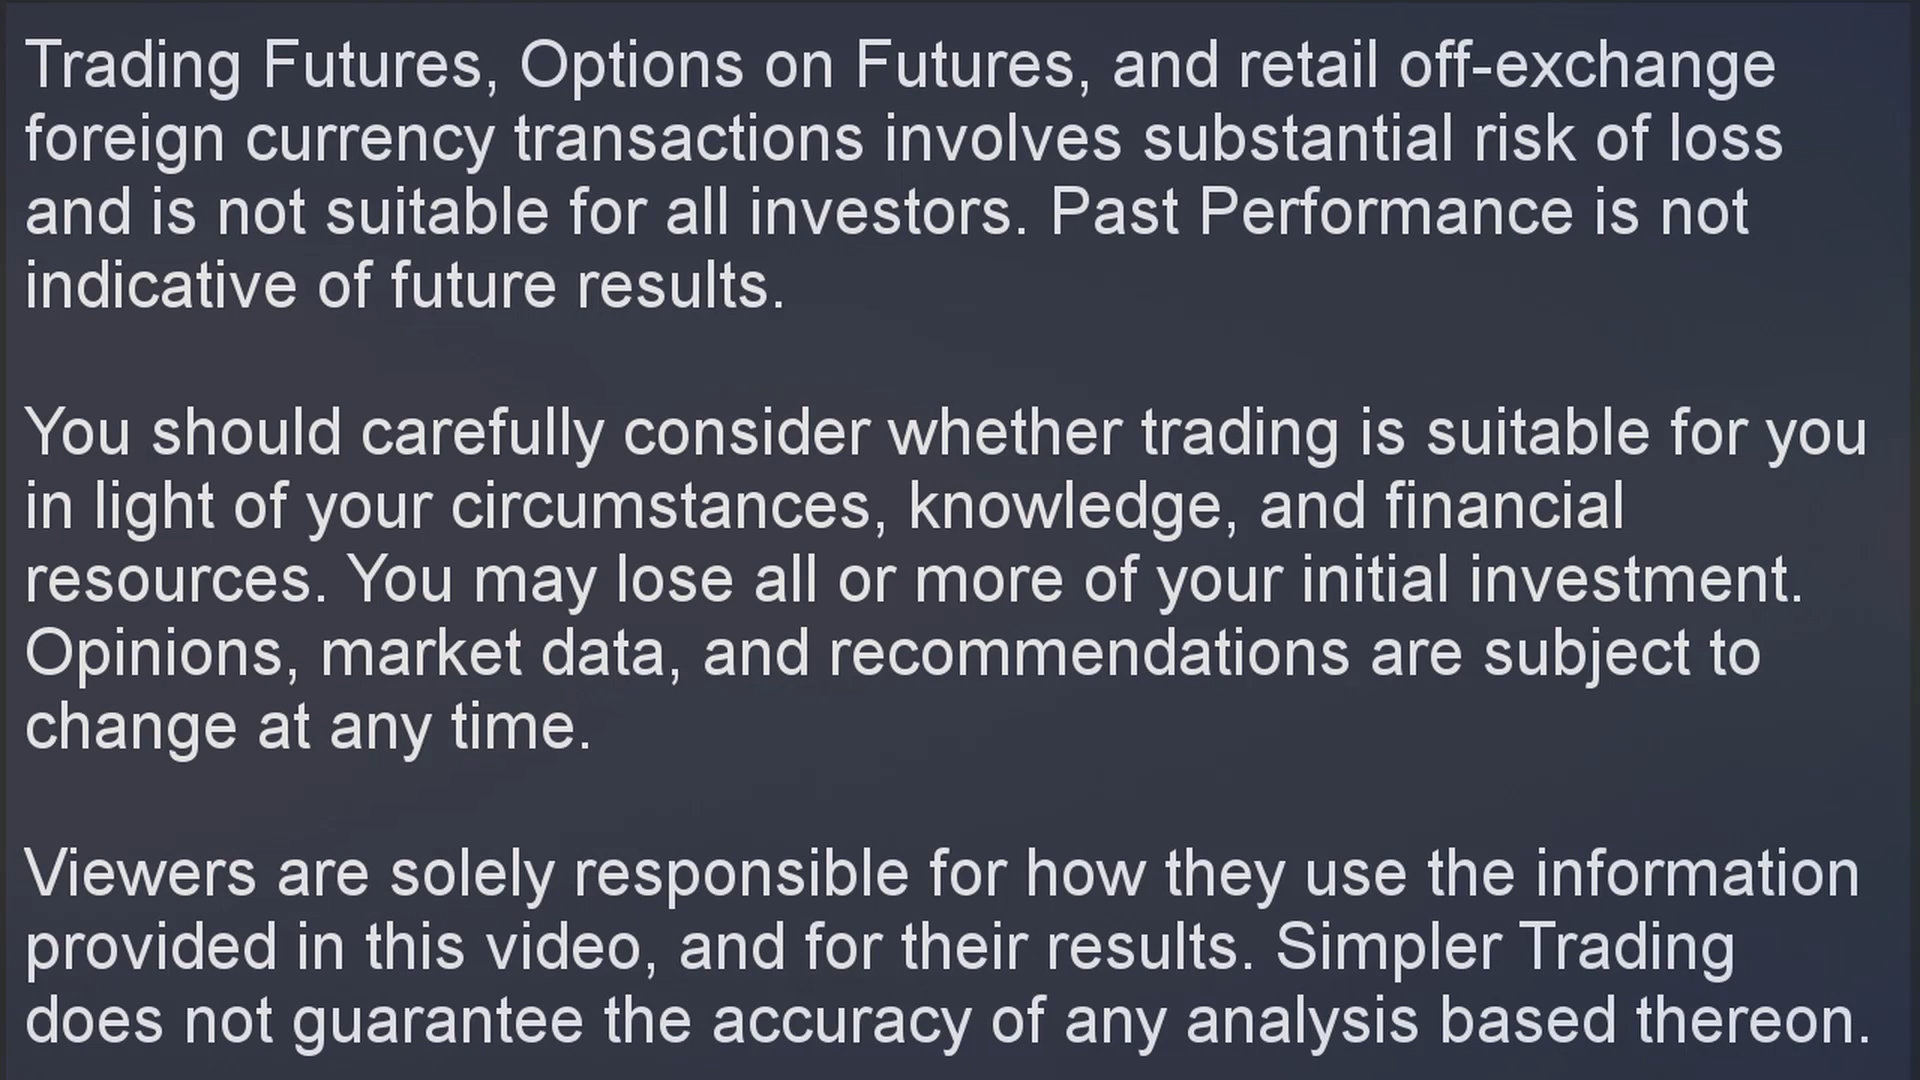 Trading Futures, Options on Futures, and retail off-exchange
foreign currency transactions involves substantial risk of loss
and is not suitable for all investors. Past Performance is not
indicative of future results.
You should carefully consider whether trading is suitable for you
in light of your circumstances, knowledge, and financial
resources. You may lose all or more of your initial investment.
Opinions, market data, and recommendations are subject to
change at any time.
Viewers are solely responsible for how they use the information
provided in this video, and for their results. Simpler Trading
does not guarantee the accuracy of any analysis based thereon.